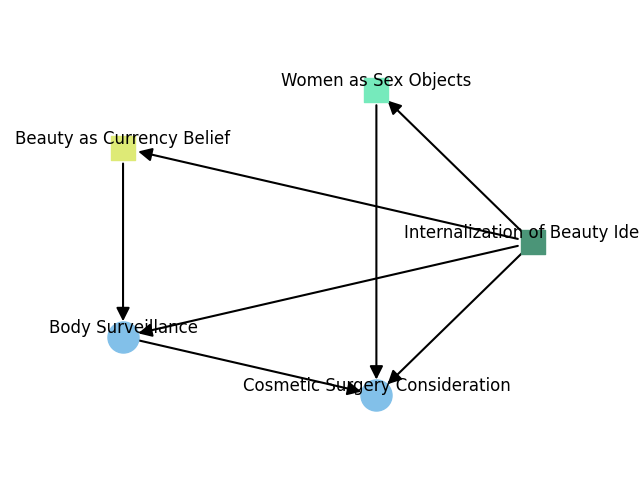 Women as Sex Objects
Beauty as Currency Belief
Internalization of Beauty Ide
Body Surveillance
Cosmetic Surgery Consideration